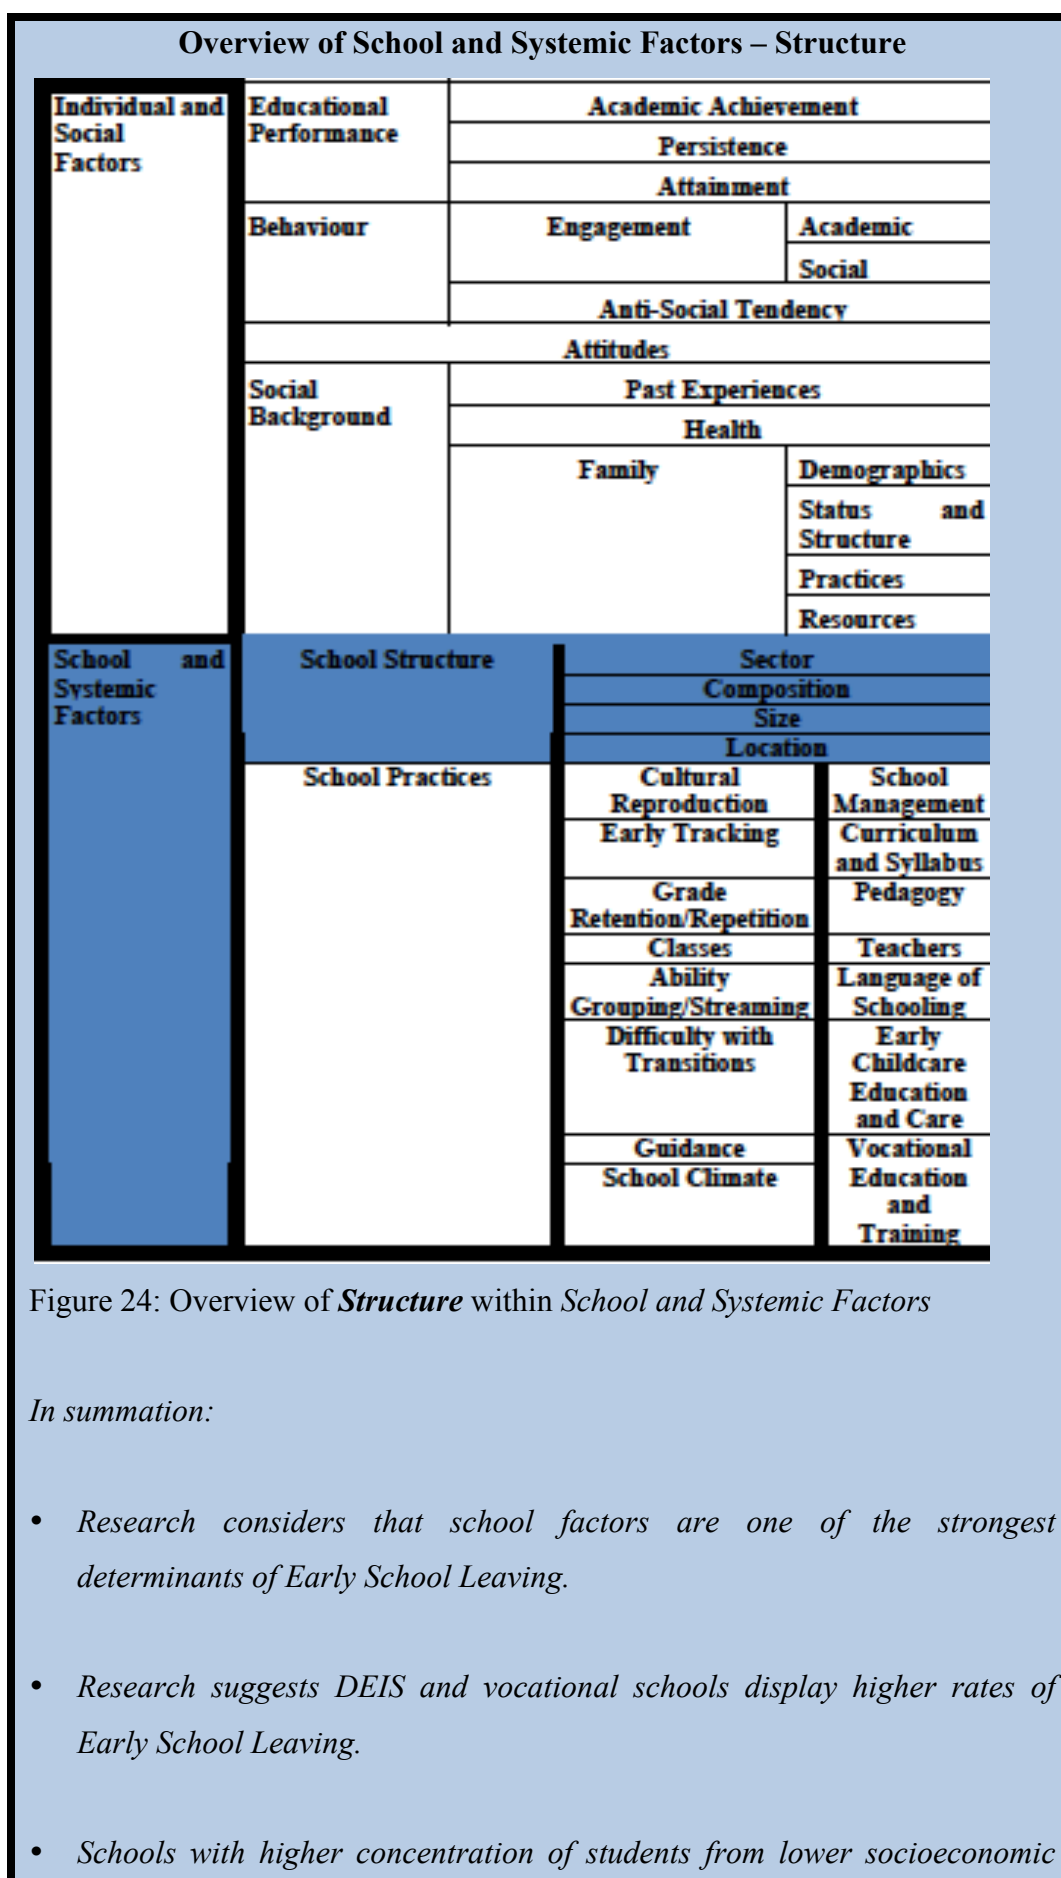 Overview of School and Systemic Factors – Structure
Individual and Social Factors
Educational Performance
Academic Achievement
Persistence
Attainment
Behaviour
Engagement
Academic
Social
Anti-Social Tendency
Attitudes
Social Background
Past Experiences
Health
Family
Demographics
Status and Structure
Practices
Resources
School and Systemic Factors
School Structure
Sector
Composition
Size
Location
School Practices
Cultural Reproduction
School Management
Early Tracking
Curriculum and Syllabus
Grade Retention/Repetition
Pedagogy
Classes
Teachers
Ability Grouping/Streaming
Language of Schooling
Difficulty with Transitions
Early Childcare Education and Care
Guidance
Vocational Education and Training
School Climate
Figure 24: Overview of Structure within School and Systemic Factors
In summation:
• Research considers that school factors are one of the strongest
determinants of Early School Leaving.
• Research suggests DEIS and vocational schools display higher rates of
Early School Leaving.
• Schools with higher concentration of students from lower socioeconomic